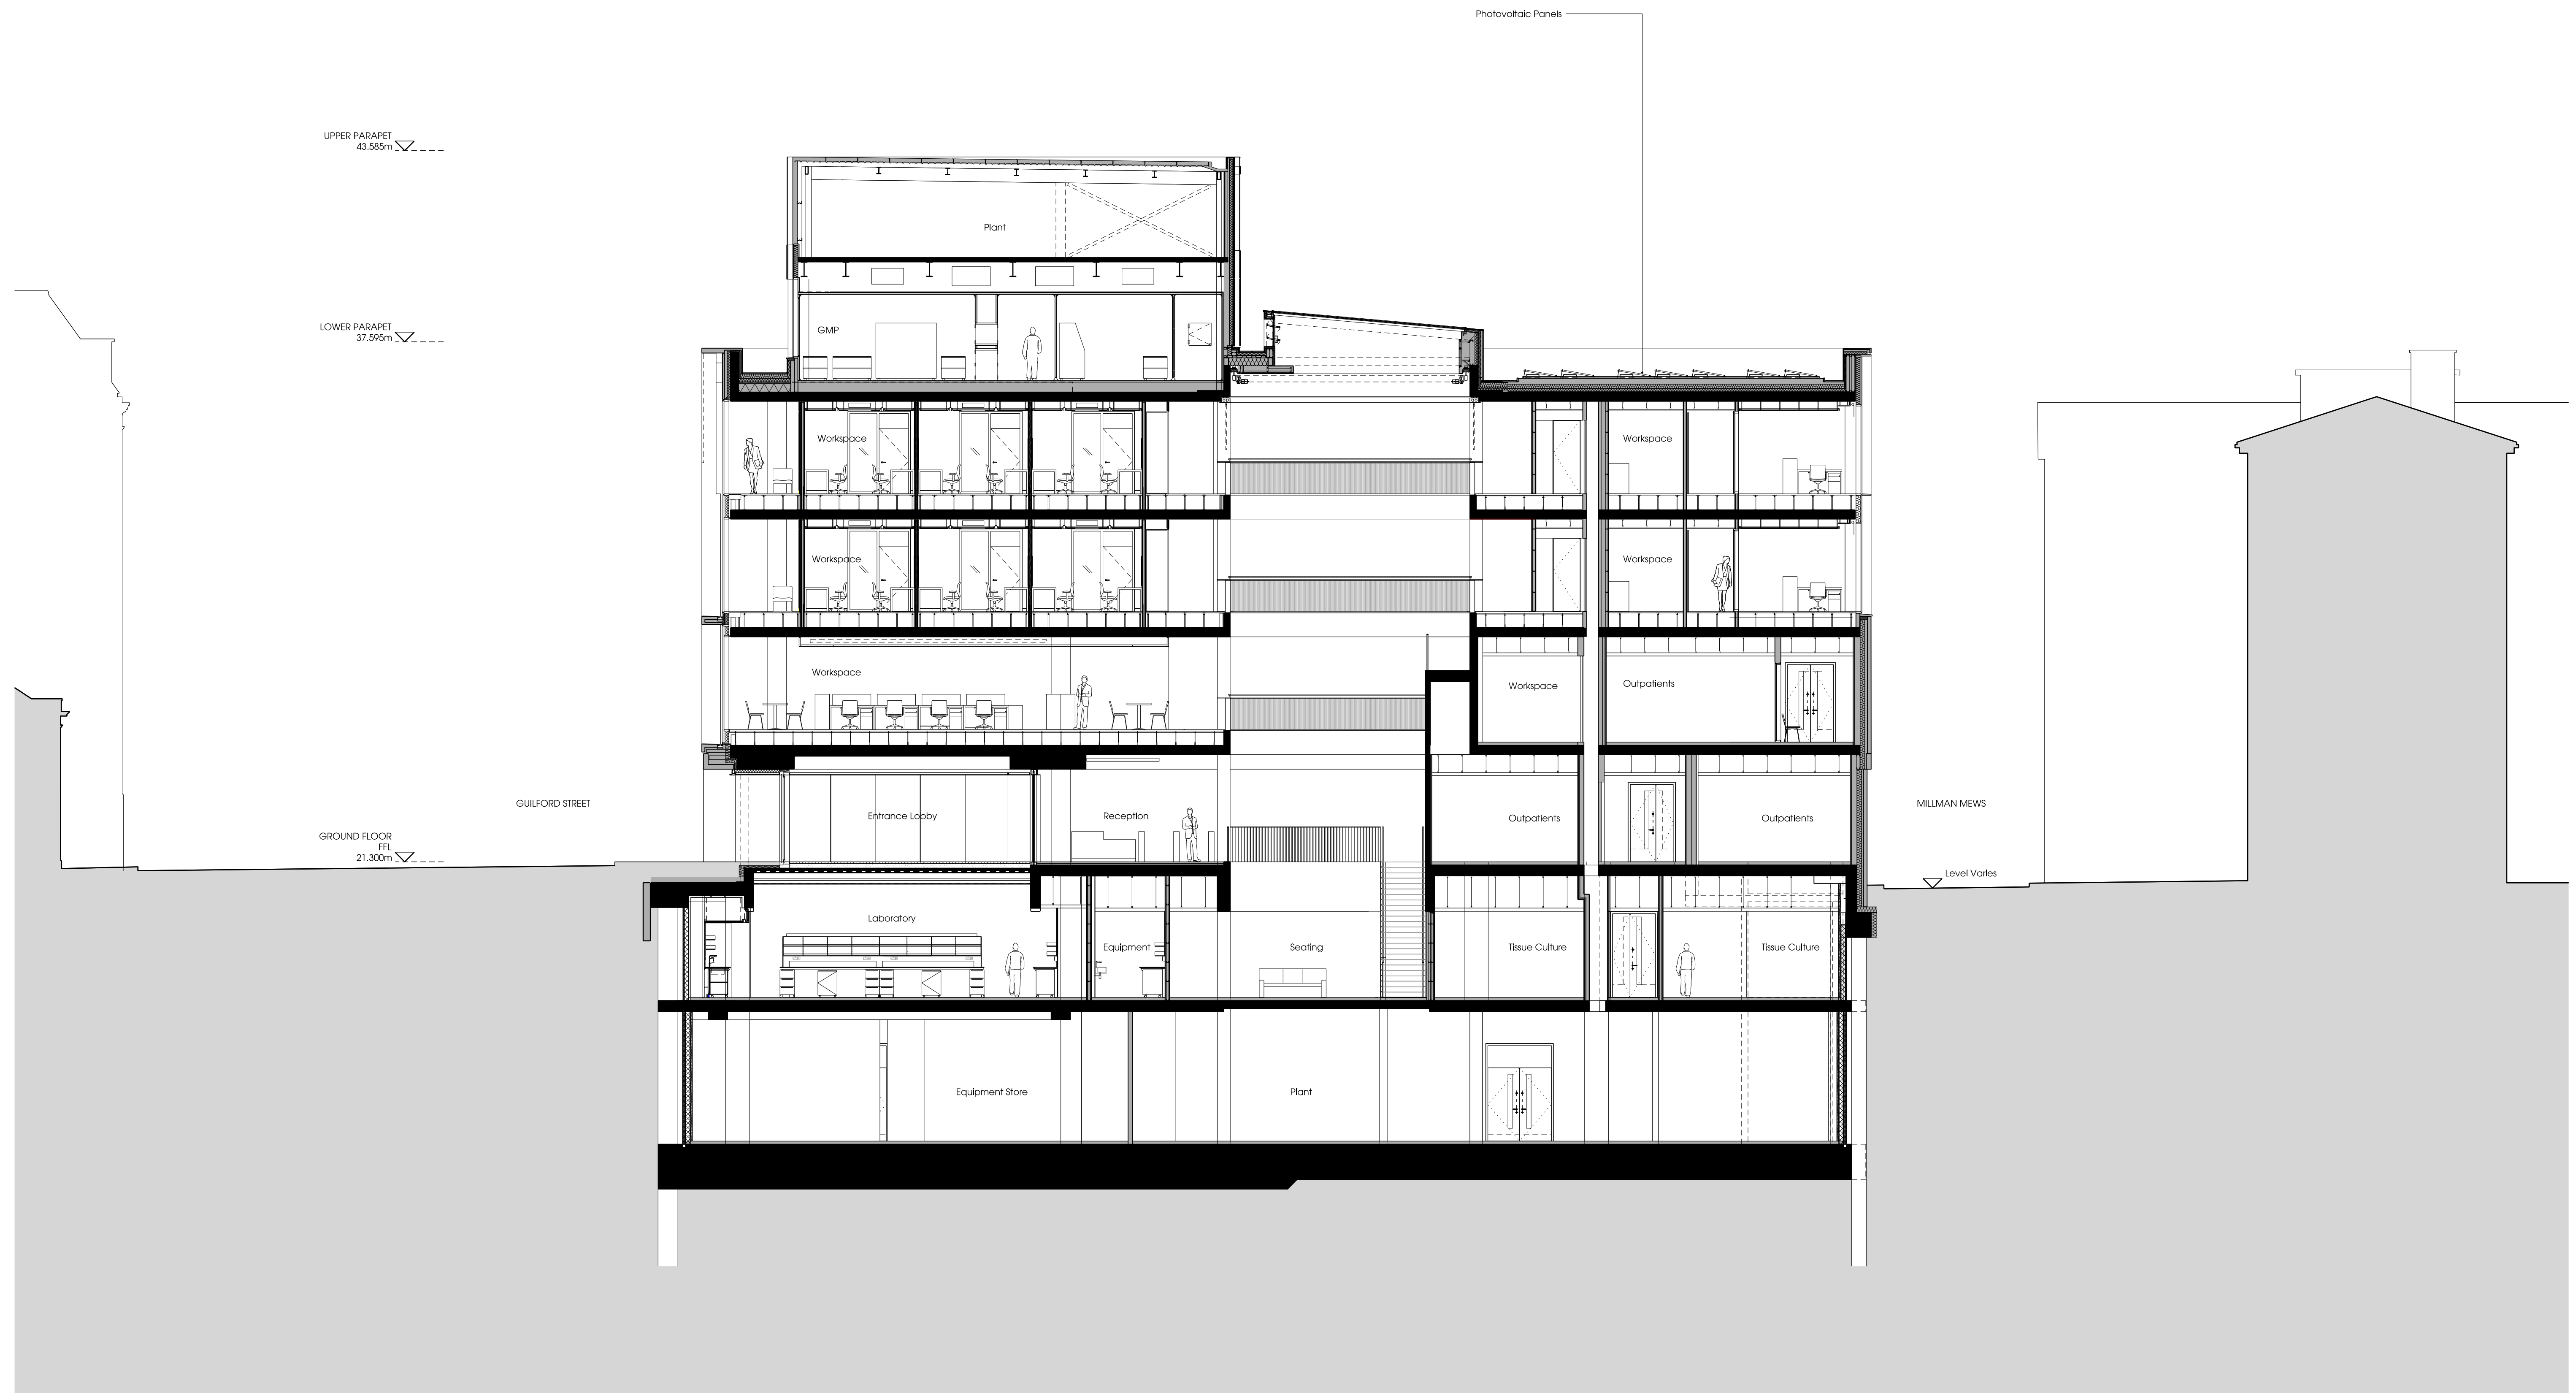 Photovoltaic Panels
UPPER PARAPET
43.585m
Plant
LOWER PARAPET
37.595m
GMP
Workspace
Workspace
Workspace
Workspace
Workspace
Workspace
Outpatients
GUILFORD STREET
Entrance Lobby
Reception
Outpatients
Outpatients
MILLMAN MEWS
GROUND FLOOR
FFL
21.300m
Level Varies
Laboratory
Equipment
Seating
Tissue Culture
Tissue Culture
Equipment Store
Plant